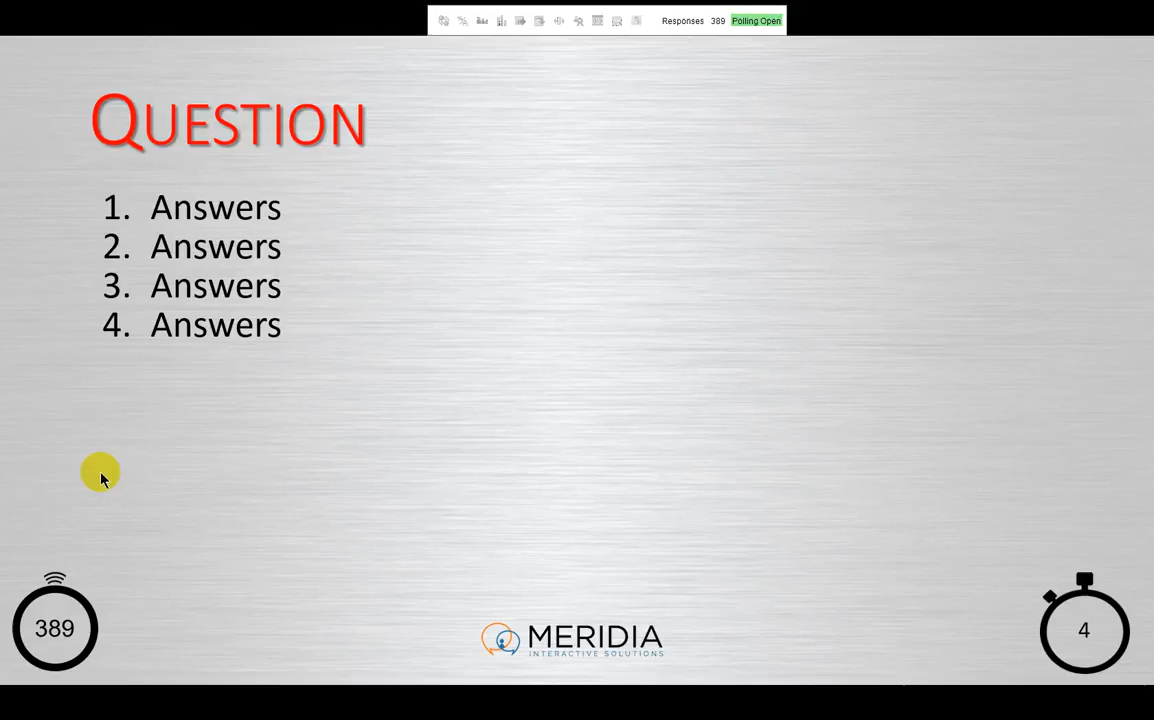 Responses 389 Polling Open
QUESTION
1. Answers
2. Answers
3. Answers
4. Answers
389
MERIDIA
INTERACTIVE SOLUTIONS
4